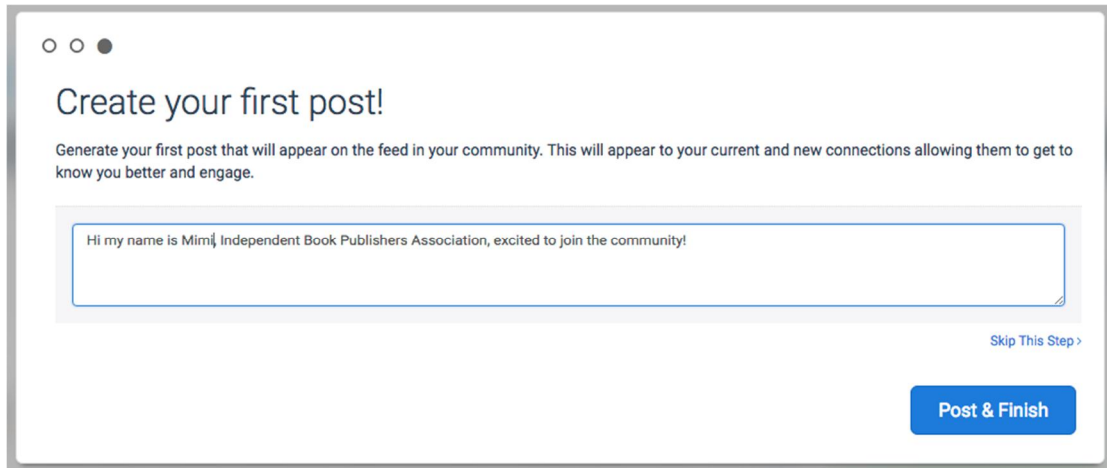 Create your first post!
Generate your first post that will appear on the feed in your community. This will appear to your current and new connections allowing them to get to
know you better and engage.
Hi my name is Mimi, Independent Book Publishers Association, excited to join the community!
Skip This Step ›
Post & Finish